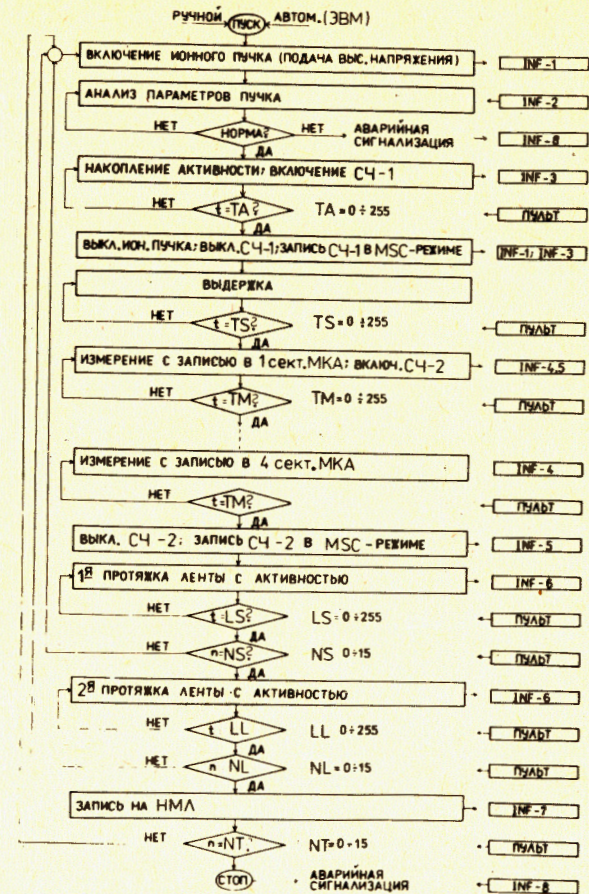 РУЧНОЙ ПУСК АВТОМ.(ЭВМ)
ВКЛЮЧЕНИЕ ИОННОГО ПУЧКА (ПОДАЧА ВЫС. НАПРЯЖЕНИЯ) INF-1
АНАЛИЗ ПАРАМЕТРОВ ПУЧКА INF-2
НЕТ НОРМА? НЕТ АВАРИЙНАЯ СИГНАЛИЗАЦИЯ INF-8
ДА
НАКОПЛЕНИЕ АКТИВНОСТИ; ВКЛЮЧЕНИЕ СЧ-1 INF-3
НЕТ t=TA? TA=0÷255 ПУЛЬТ
ДА
ВЫКЛ.ИОН. ПУЧКА; ВЫКЛ.СЧ-1; ЗАПИСЬ СЧ-1 В MSC-РЕЖИМЕ INF-1; INF-3
ВЫДЕРЖКА
НЕТ t=TS? TS=0÷255 ПУЛЬТ
ДА
ИЗМЕРЕНИЕ С ЗАПИСЬЮ В 1 сект. МКА; ВКЛЮЧ. СЧ-2 INF-4,5
НЕТ t=TM? TM=0÷255 ПУЛЬТ
ДА
ИЗМЕРЕНИЕ С ЗАПИСЬЮ В 4 сект. МКА INF-4
НЕТ t=TM? ПУЛЬТ
ДА
ВЫКЛ. СЧ-2; ЗАПИСЬ СЧ-2 В MSC-РЕЖИМЕ INF-5
1Я ПРОТЯЖКА ЛЕНТЫ С АКТИВНОСТЬЮ INF-6
НЕТ t=LS? LS=0÷255 ПУЛЬТ
ДА
НЕТ n=NS? NS 0÷15 ПУЛЬТ
ДА
2Я ПРОТЯЖКА ЛЕНТЫ С АКТИВНОСТЬЮ INF-6
НЕТ t LL LL 0÷255 ПУЛЬТ
ДА
НЕТ n NL NL=0÷15 ПУЛЬТ
ДА
ЗАПИСЬ НА НМЛ INF-7
НЕТ n=NT. NT=0÷15 ПУЛЬТ
СТОП АВАРИЙНАЯ СИГНАЛИЗАЦИЯ INF-8